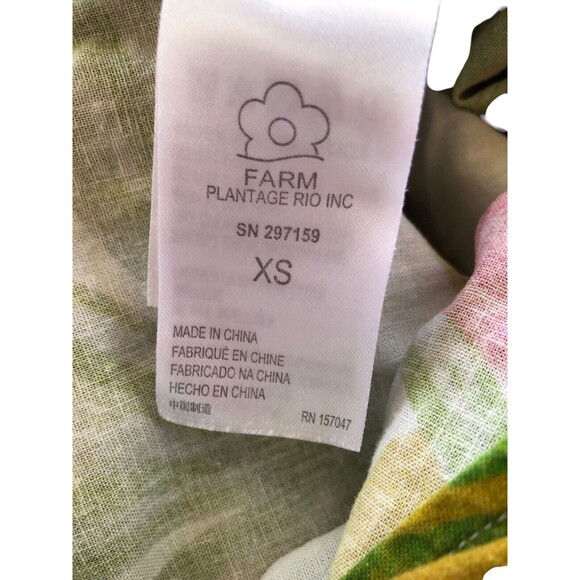 FARM
PLANTAGE RIO INC
SN 297159
XS
MADE IN CHINA
FABRIQUÉ EN CHINE
FABRICADO NA CHINA
HECHO EN CHINA
中国制造
RN 157047